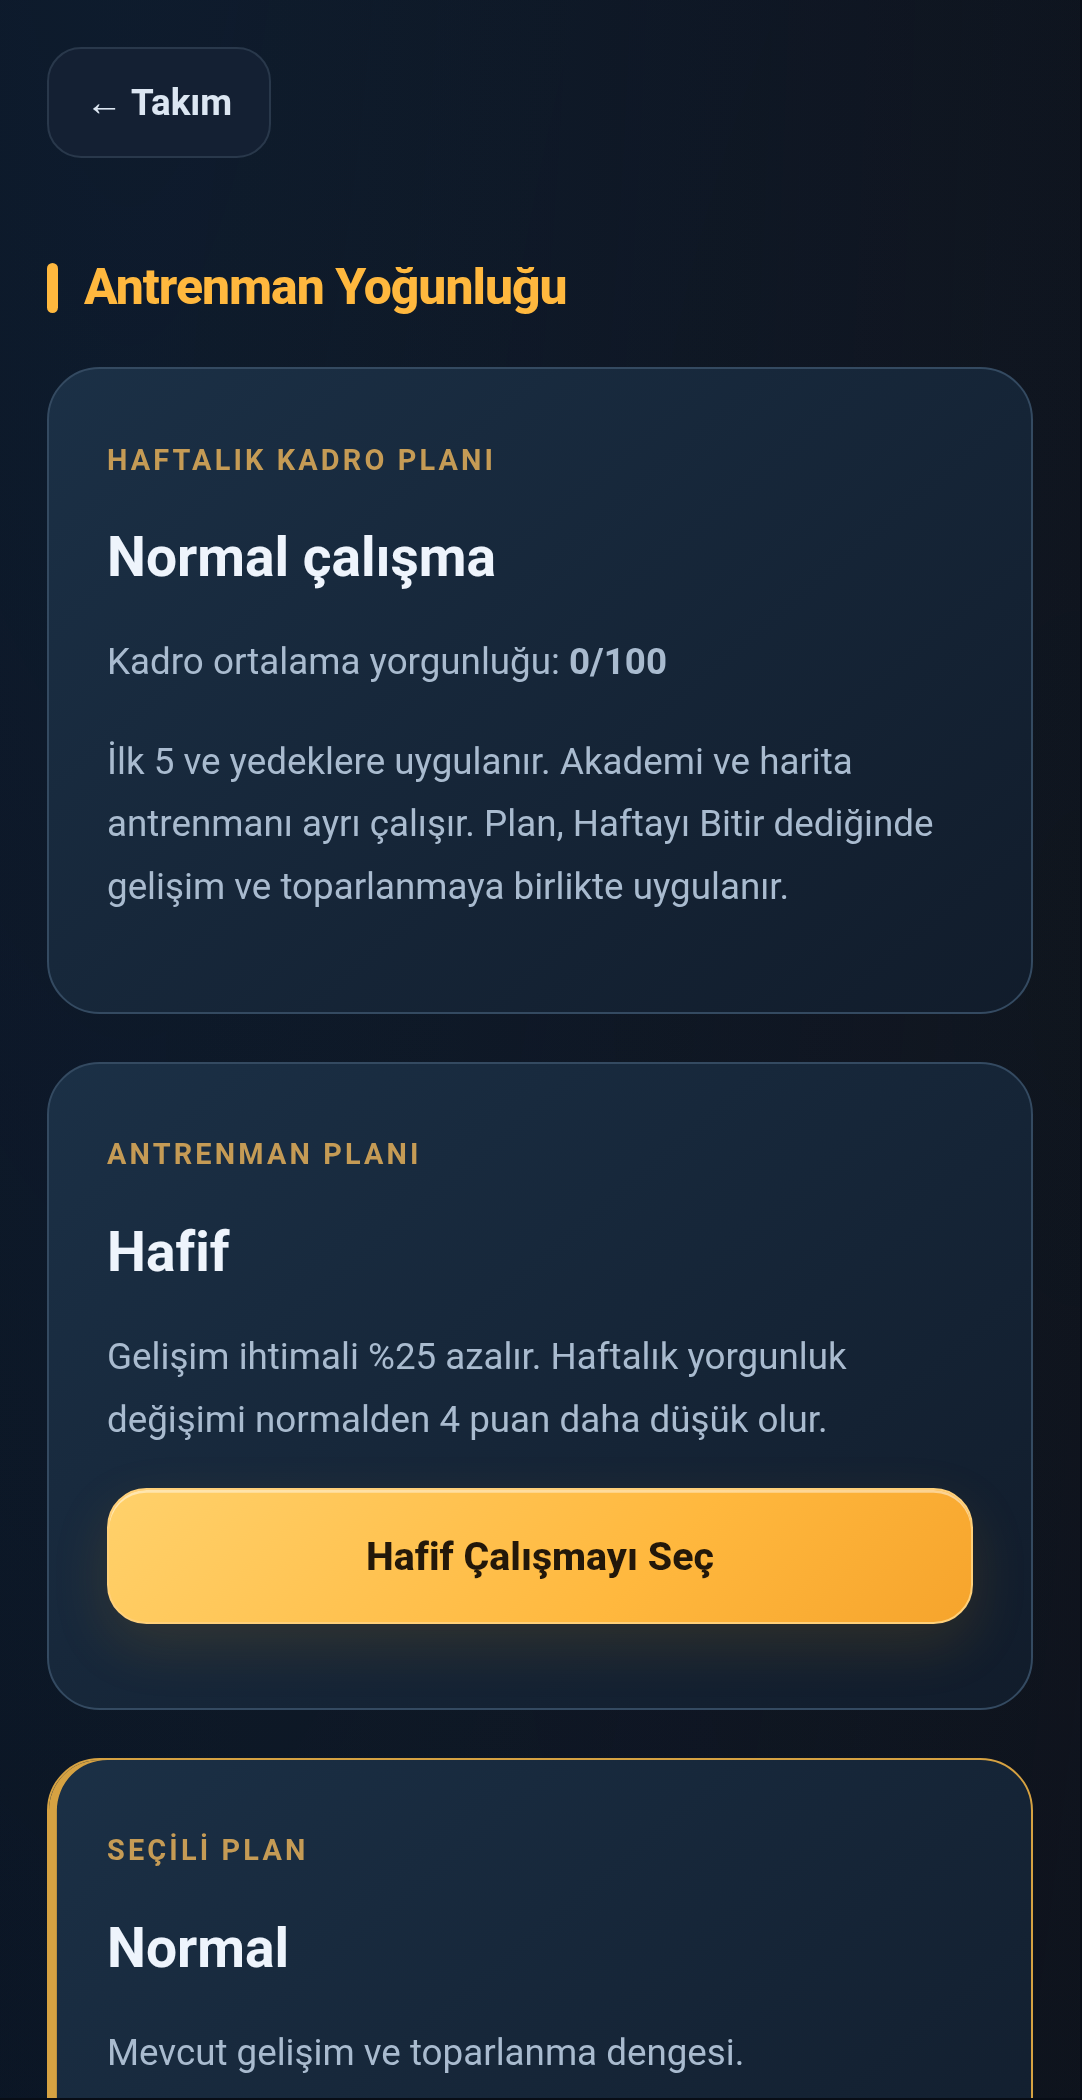 ← Takım
Antrenman Yoğunluğu
HAFTALIK KADRO PLANI
Normal çalışma
Kadro ortalama yorgunluğu: 0/100
İlk 5 ve yedeklere uygulanır. Akademi ve harita
antrenmanı ayrı çalışır. Plan, Haftayı Bitir dediğinde
gelişim ve toparlanmaya birlikte uygulanır.
ANTRENMAN PLANI
Hafif
Gelişim ihtimali %25 azalır. Haftalık yorgunluk
değişimi normalden 4 puan daha düşük olur.
Hafif Çalışmayı Seç
SEÇİLİ PLAN
Normal
Mevcut gelişim ve toparlanma dengesi.